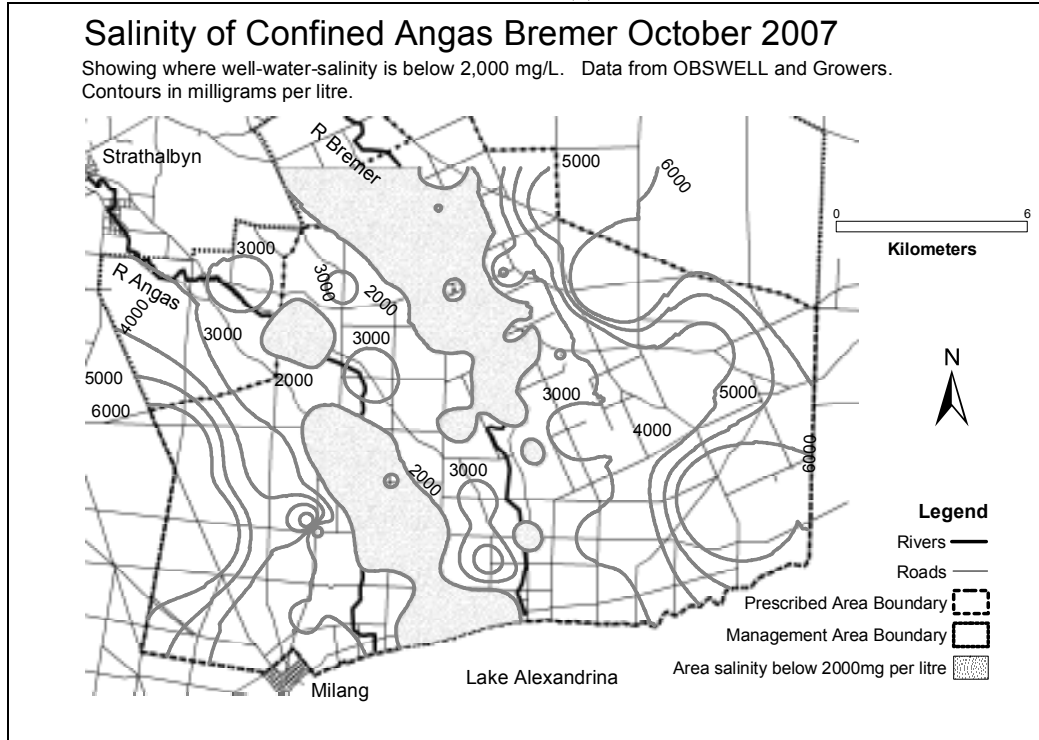 Salinity of Confined Angas Bremer October 2007
Showing where well-water-salinity is below 2,000 mg/L. Data from OBSWELL and Growers.
Contours in milligrams per litre.
Strathalbyn
R Bremer
5000
6000
0 6
Kilometers
3000
3000
2000
R Angas
4000
3000
3000
2000
5000
6000
3000
5000
4000
N
2000
3000
6000
Legend
Rivers
Roads
Prescribed Area Boundary
Management Area Boundary
Area salinity below 2000mg per litre
Lake Alexandrina
Milang